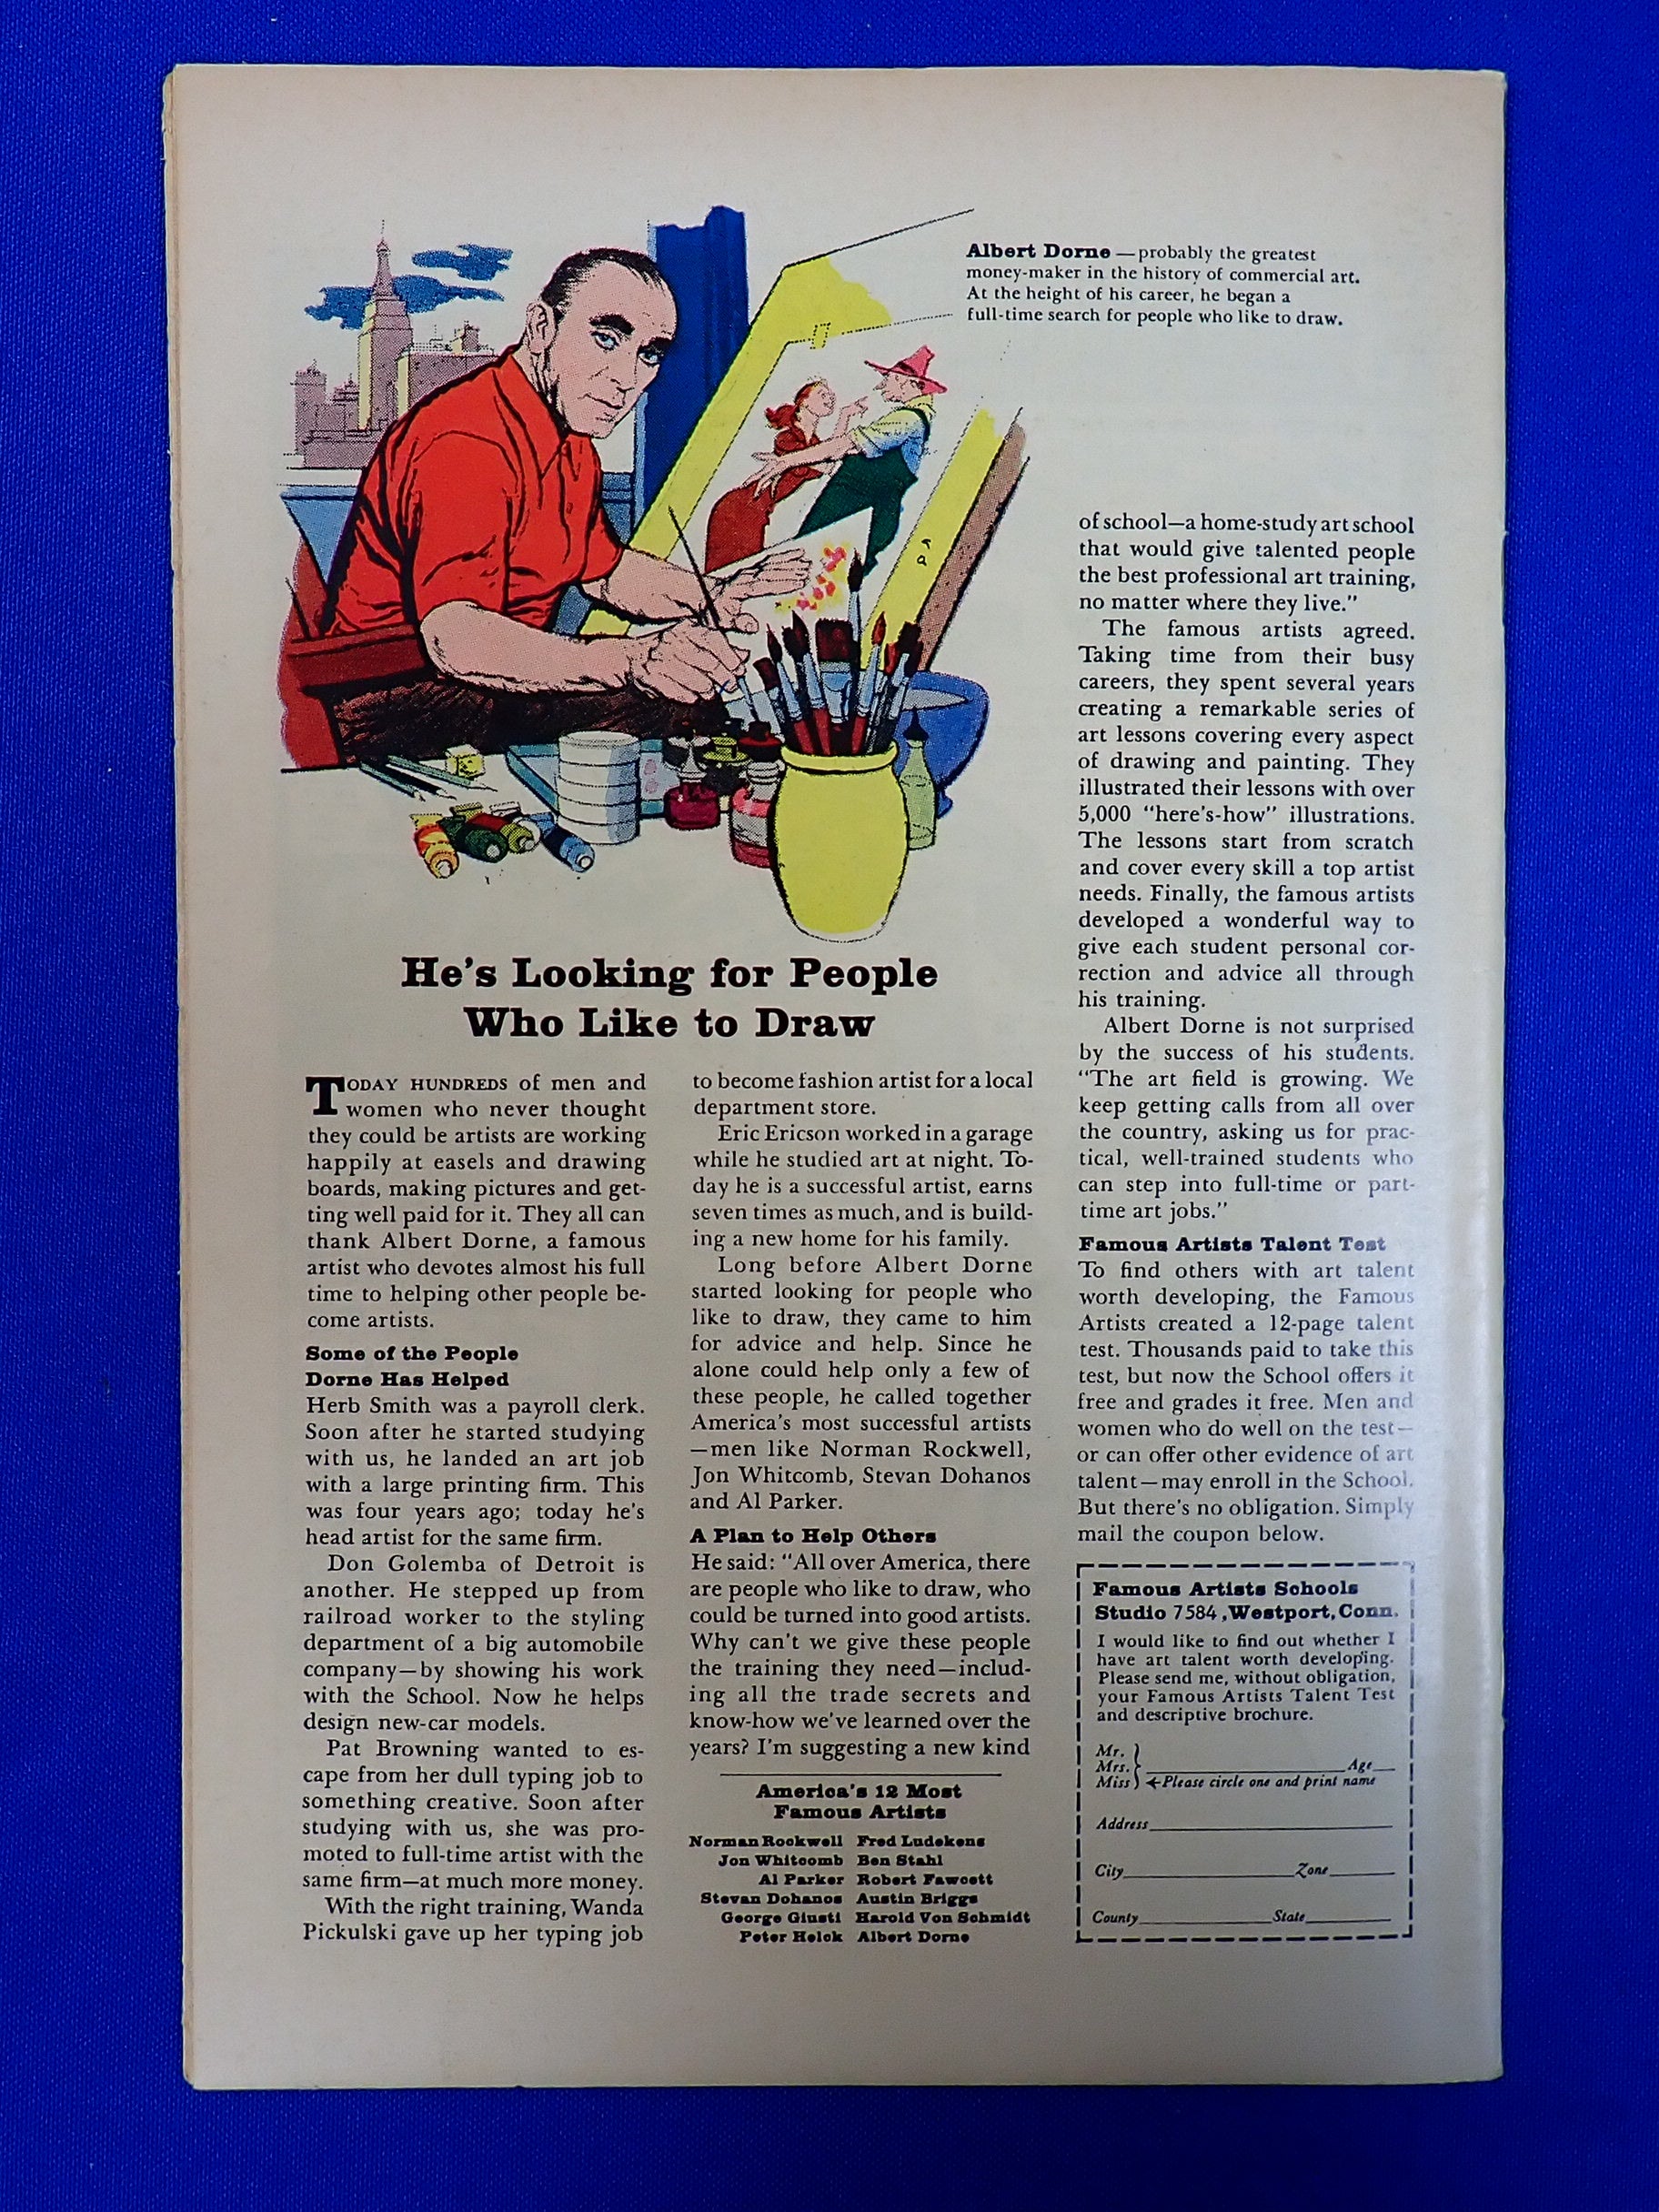 Albert Dorne — probably the greatest
money-maker in the history of commercial art.
At the height of his career, he began a
full-time search for people who like to draw.
He's Looking for People
Who Like to Draw
TODAY HUNDREDS of men and
women who never thought
they could be artists are working
happily at easels and drawing
boards, making pictures and get-
ting well paid for it. They all can
thank Albert Dorne, a famous
artist who devotes almost his full
time to helping other people be-
come artists.
Some of the People
Dorne Has Helped
Herb Smith was a payroll clerk.
Soon after he started studying
with us, he landed an art job
with a large printing firm. This
was four years ago; today he's
head artist for the same firm.
Don Golemba of Detroit is
another. He stepped up from
railroad worker to the styling
department of a big automobile
company—by showing his work
with the School. Now he helps
design new-car models.
Pat Browning wanted to es-
cape from her dull typing job to
something creative. Soon after
studying with us, she was pro-
moted to full-time artist with the
same firm—at much more money.
With the right training, Wanda
Pickulski gave up her typing job
to become fashion artist for a local
department store.
Eric Ericson worked in a garage
while he studied art at night. To-
day he is a successful artist, earns
seven times as much, and is build-
ing a new home for his family.
Long before Albert Dorne
started looking for people who
like to draw, they came to him
for advice and help. Since he
alone could help only a few of
these people, he called together
America's most successful artists
—men like Norman Rockwell,
Jon Whitcomb, Stevan Dohanos
and Al Parker.
A Plan to Help Others
He said: "All over America, there
are people who like to draw, who
could be turned into good artists.
Why can't we give these people
the training they need—includ-
ing all the trade secrets and
know-how we've learned over the
years? I'm suggesting a new kind
America's 12 Most
Famous Artists
Norman Rockwell Fred Ludekens
Jon Whitcomb Ben Stahl
Al Parker Robert Fawcett
Stevan Dohanos Austin Briggs
George Giusti Harold Von Schmidt
Peter Helck Albert Dorne
of school—a home-study art school
that would give talented people
the best professional art training,
no matter where they live."
The famous artists agreed.
Taking time from their busy
careers, they spent several years
creating a remarkable series of
art lessons covering every aspect
of drawing and painting. They
illustrated their lessons with over
5,000 "here's-how" illustrations.
The lessons start from scratch
and cover every skill a top artist
needs. Finally, the famous artists
developed a wonderful way to
give each student personal cor-
rection and advice all through
his training.
Albert Dorne is not surprised
by the success of his students.
"The art field is growing. We
keep getting calls from all over
the country, asking us for prac-
tical, well-trained students who
can step into full-time or part-
time art jobs."
Famous Artists Talent Test
To find others with art talent
worth developing, the Famous
Artists created a 12-page talent
test. Thousands paid to take this
test, but now the School offers it
free and grades it free. Men and
women who do well on the test—
or can offer other evidence of art
talent—may enroll in the School.
But there's no obligation. Simply
mail the coupon below.
Famous Artists Schools
Studio 7584, Westport, Conn.
I would like to find out whether I
have art talent worth developing.
Please send me, without obligation,
your Famous Artists Talent Test
and descriptive brochure.
Mr.
Mrs. Age
Miss ←Please circle one and print name
Address
City Zone
County State